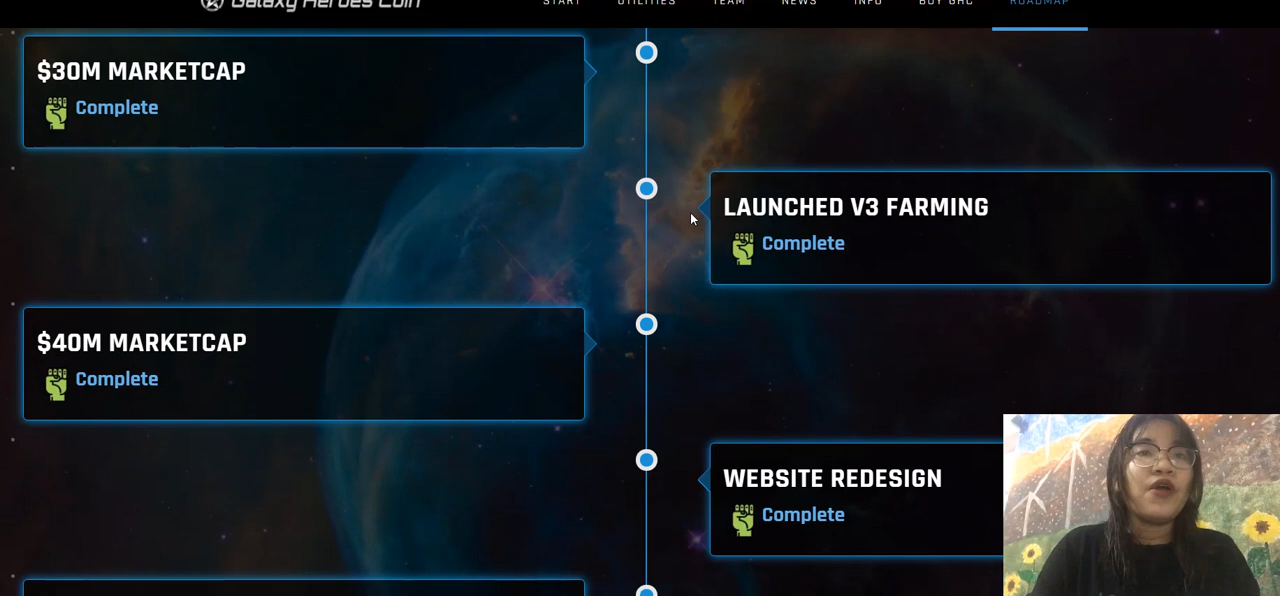 Galaxy Heroes Coin
START UTILITIES TEAM NEWS INFO BUY GHC ROADMAP
$30M MARKETCAP
Complete
LAUNCHED V3 FARMING
Complete
$40M MARKETCAP
Complete
WEBSITE REDESIGN
Complete